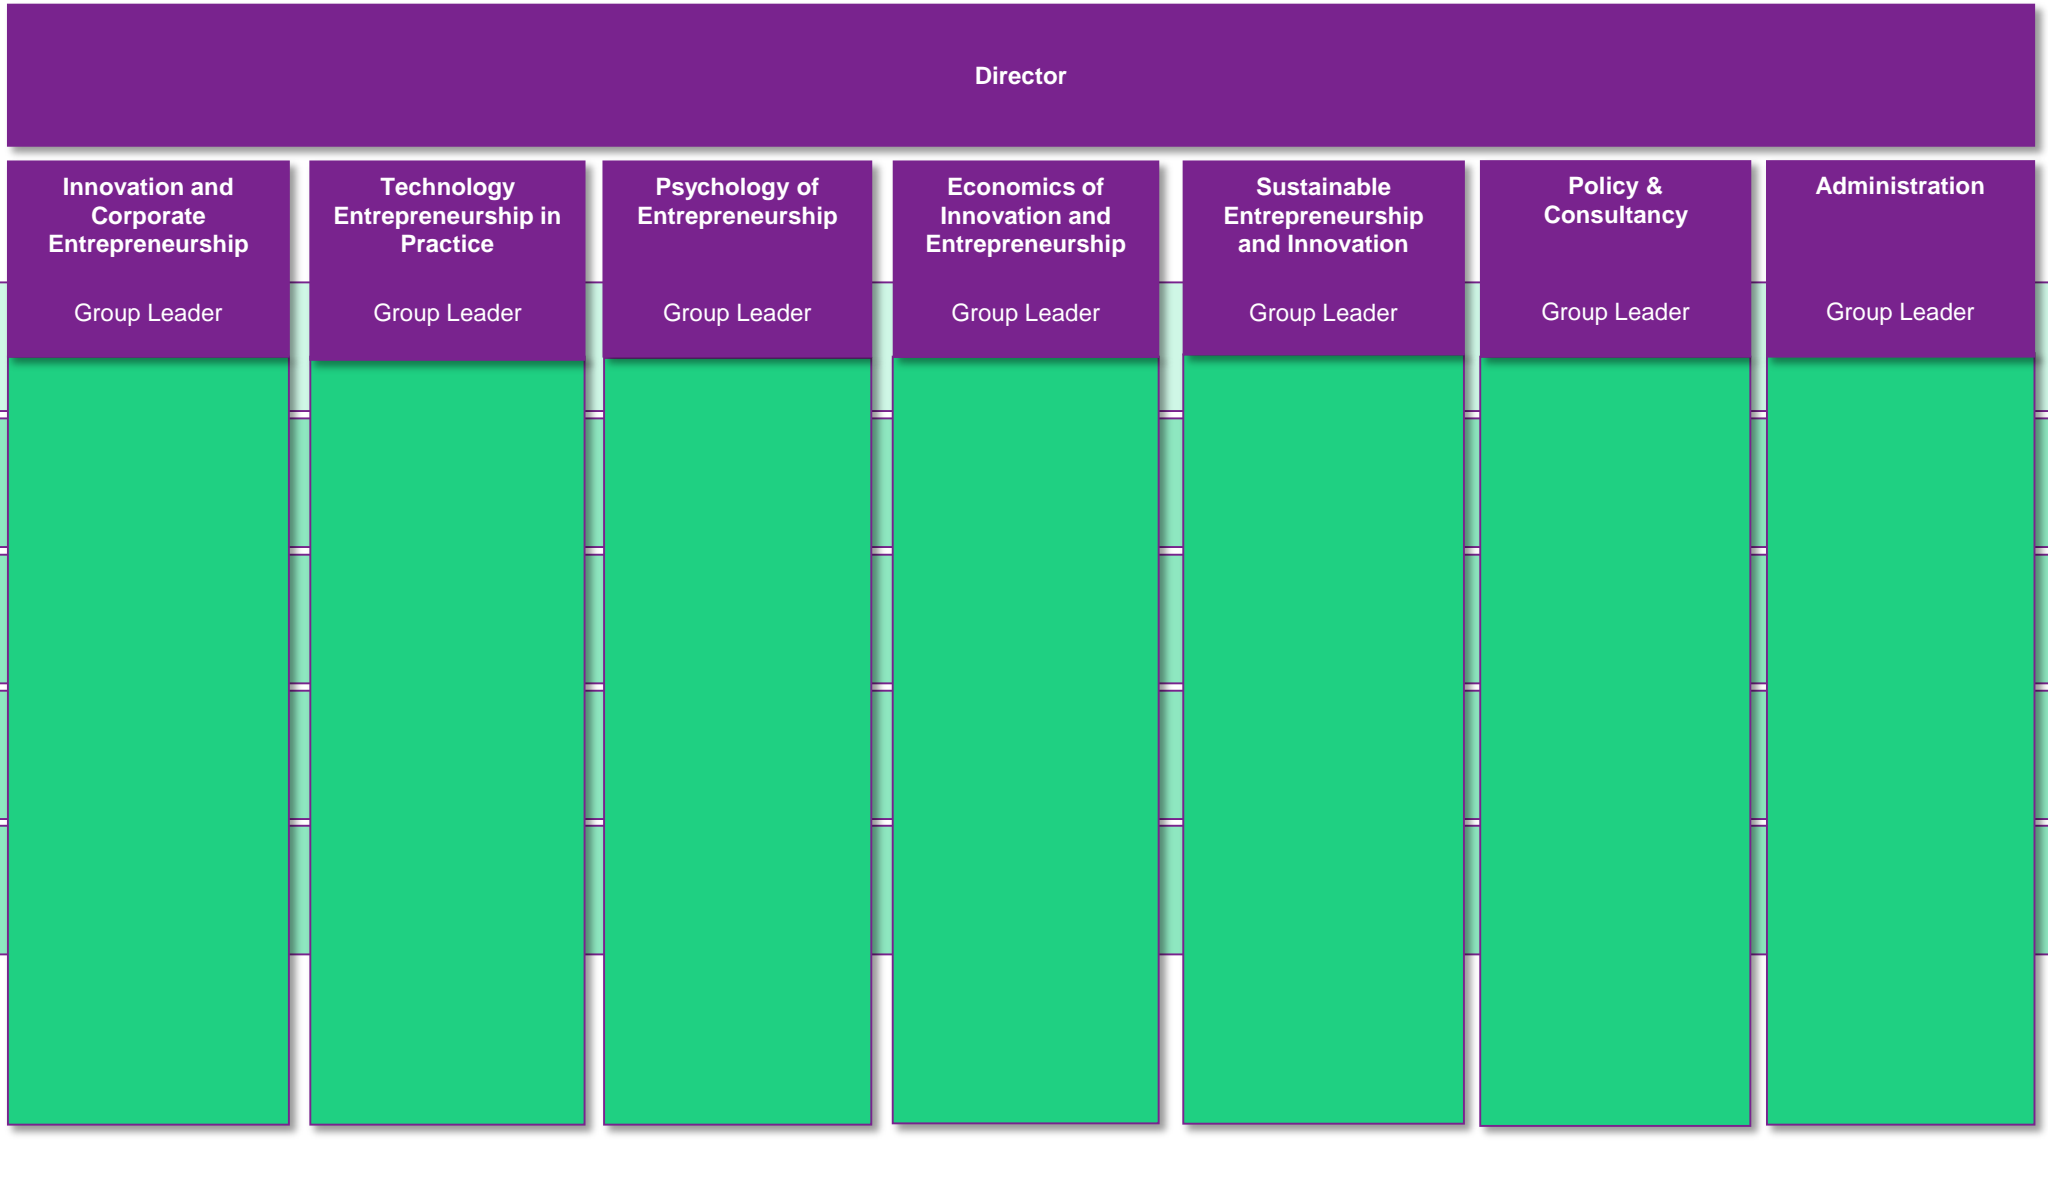 Director
Innovation and
Corporate
Entrepreneurship
Group Leader
Technology
Entrepreneurship in
Practice
Group Leader
Psychology of
Entrepreneurship
Group Leader
Economics of
Innovation and
Entrepreneurship
Group Leader
Sustainable
Entrepreneurship
and Innovation
Group Leader
Policy &
Consultancy
Group Leader
Administration
Group Leader